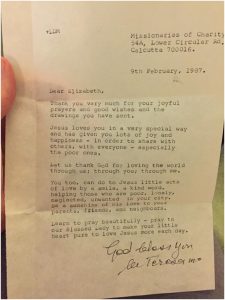 +LDM
Missionaries of Charity
54A, Lower Circular Rd,
Calcutta 700016.
9th February, 1987.
Dear Elizabeth,
Thank you very much for your joyful
prayers and good wishes and the
drawings you have sent.
Jesus loves you in a very special way
and has given you lots of joy and
happiness - in order to share with
others, with everyone - especially
the poor ones.
Let us thank God for loving the world
through us; through you; through me.
You too, can do to Jesus little acts
of love by a smile, a kind word,
helping those who are poor, lonely,
neglected, unwanted in your city.
Be a sunshine of His love to your
parents, friends, and neighbours.
Learn to pray beautifully - pray to
our Blessed Lady to make your little
heart pure to love Jesus more each day.
God bless you
M Teresa mc